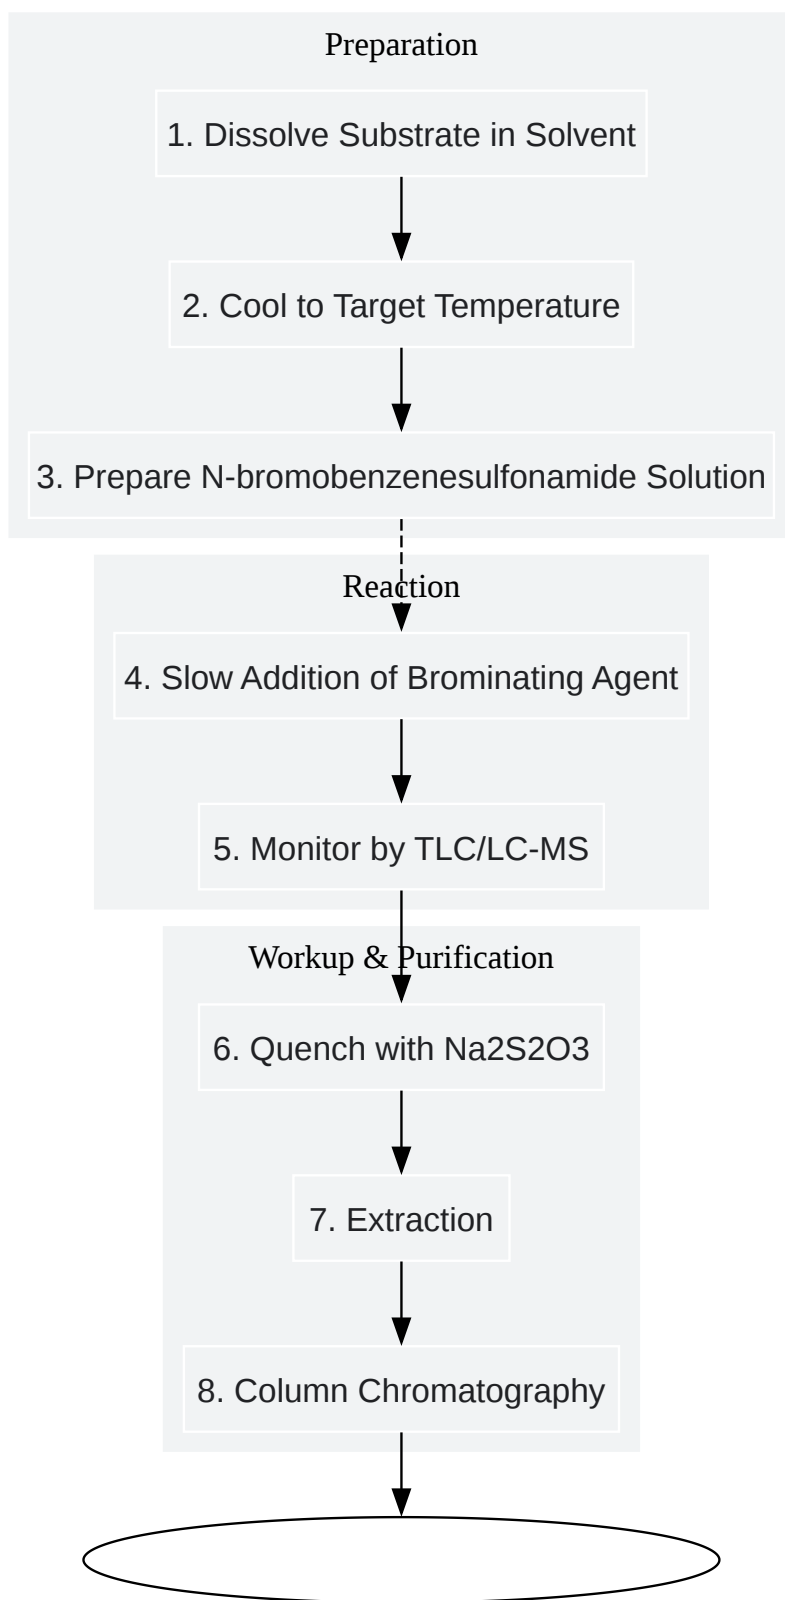 Preparation
1. Dissolve Substrate in Solvent
2. Cool to Target Temperature
3. Prepare N-bromobenzenesulfonamide Solution
Reaction
4. Slow Addition of Brominating Agent
5. Monitor by TLC/LC-MS
Workup & Purification
6. Quench with Na2S2O3
7. Extraction
8. Column Chromatography